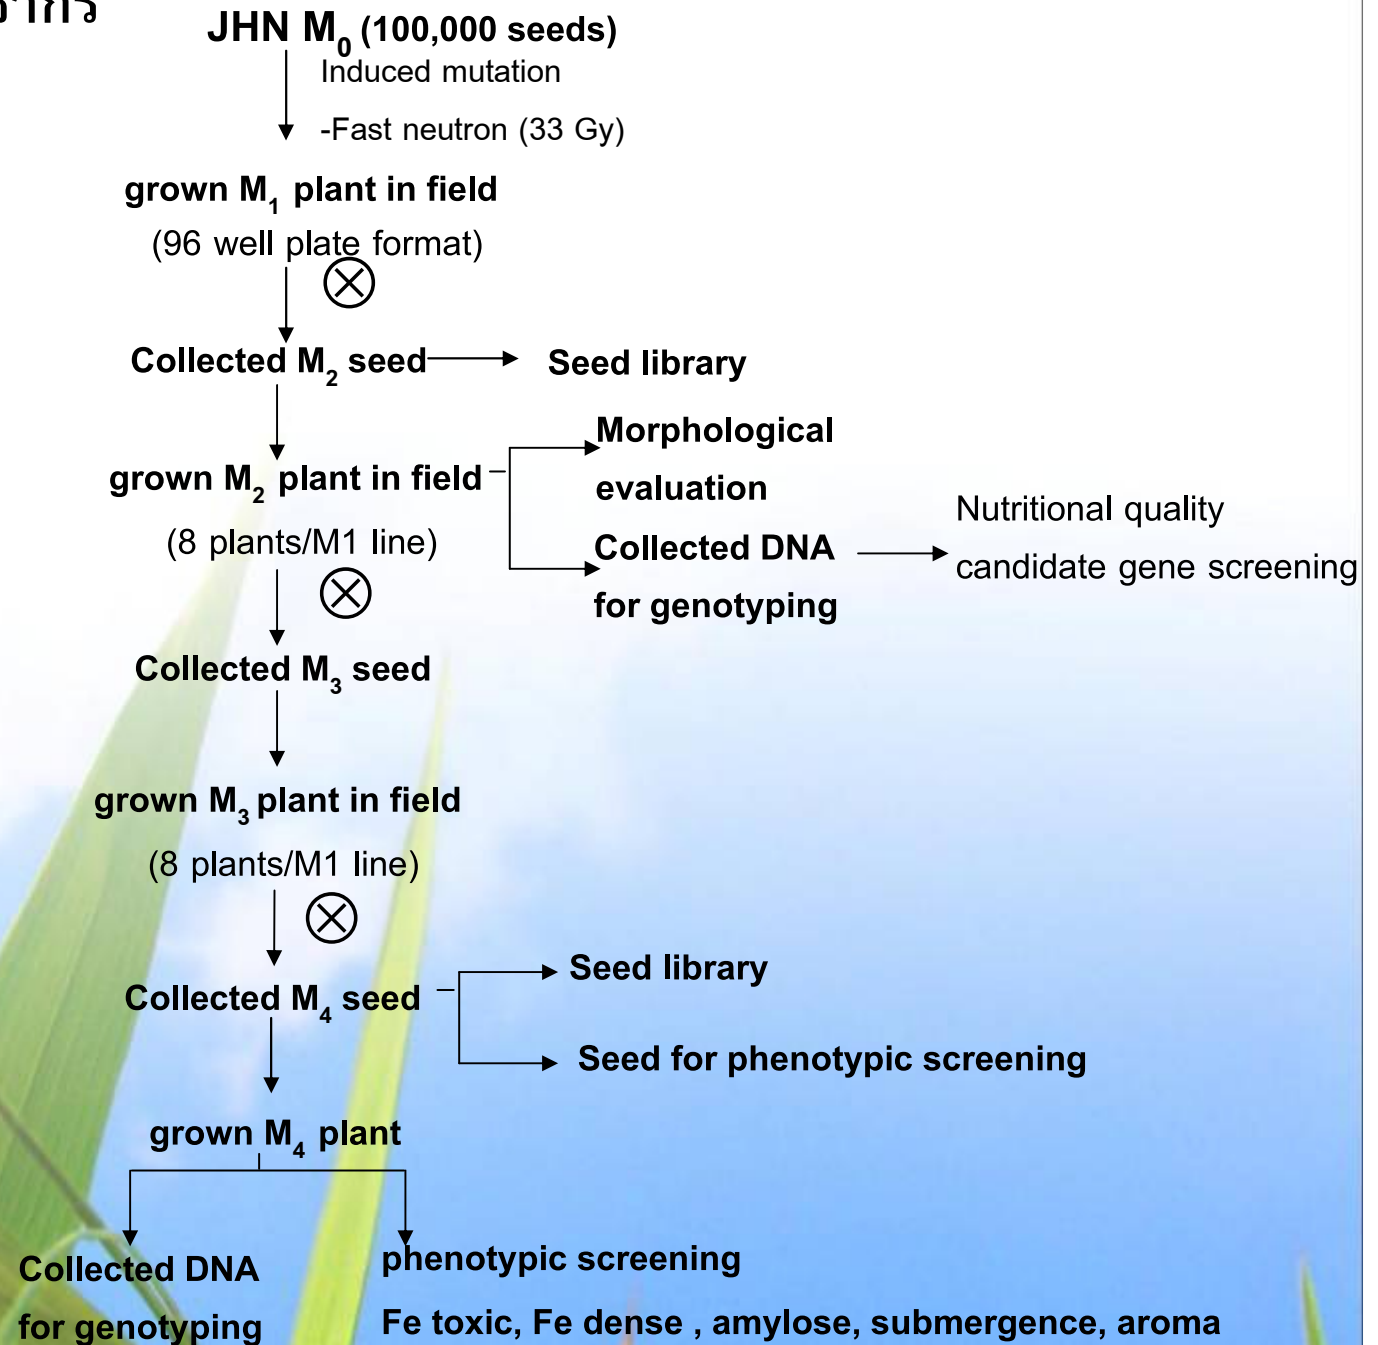 JHN M0 (100,000 seeds)
Induced mutation
-Fast neutron (33 Gy)
grown M1 plant in field
(96 well plate format)
Collected M2 seed
Seed library
Morphological
evaluation
grown M2 plant in field
(8 plants/M1 line)
Collected DNA
for genotyping
Nutritional quality
candidate gene screening
Collected M3 seed
grown M3 plant in field
(8 plants/M1 line)
Collected M4 seed
Seed library
Seed for phenotypic screening
grown M4 plant
Collected DNA
for genotyping
phenotypic screening
Fe toxic, Fe dense , amylose, submergence, aroma